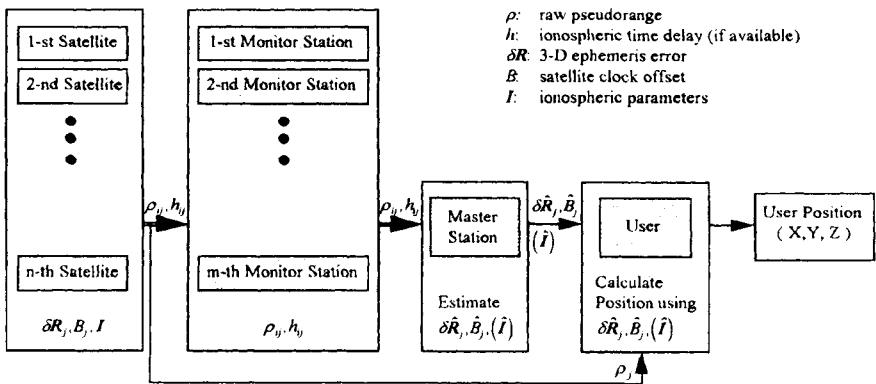 ρ: raw pseudorange
h: ionospheric time delay (if available)
δR: 3-D ephemeris error
B: satellite clock offset
I: ionospheric parameters
1-st Satellite
2-nd Satellite
n-th Satellite
δR_j, B_j, I
ρ_ij, h_ij
1-st Monitor Station
2-nd Monitor Station
m-th Monitor Station
ρ_ij, h_ij
ρ_ij, h_ij
Master
Station
Estimate
δR̂_j, B̂_j, (Î)
δR̂_j, B̂_j
(Î)
User
Calculate
Position using
δR̂_j, B̂_j, (Î)
ρ_j
User Position
( X,Y, Z )